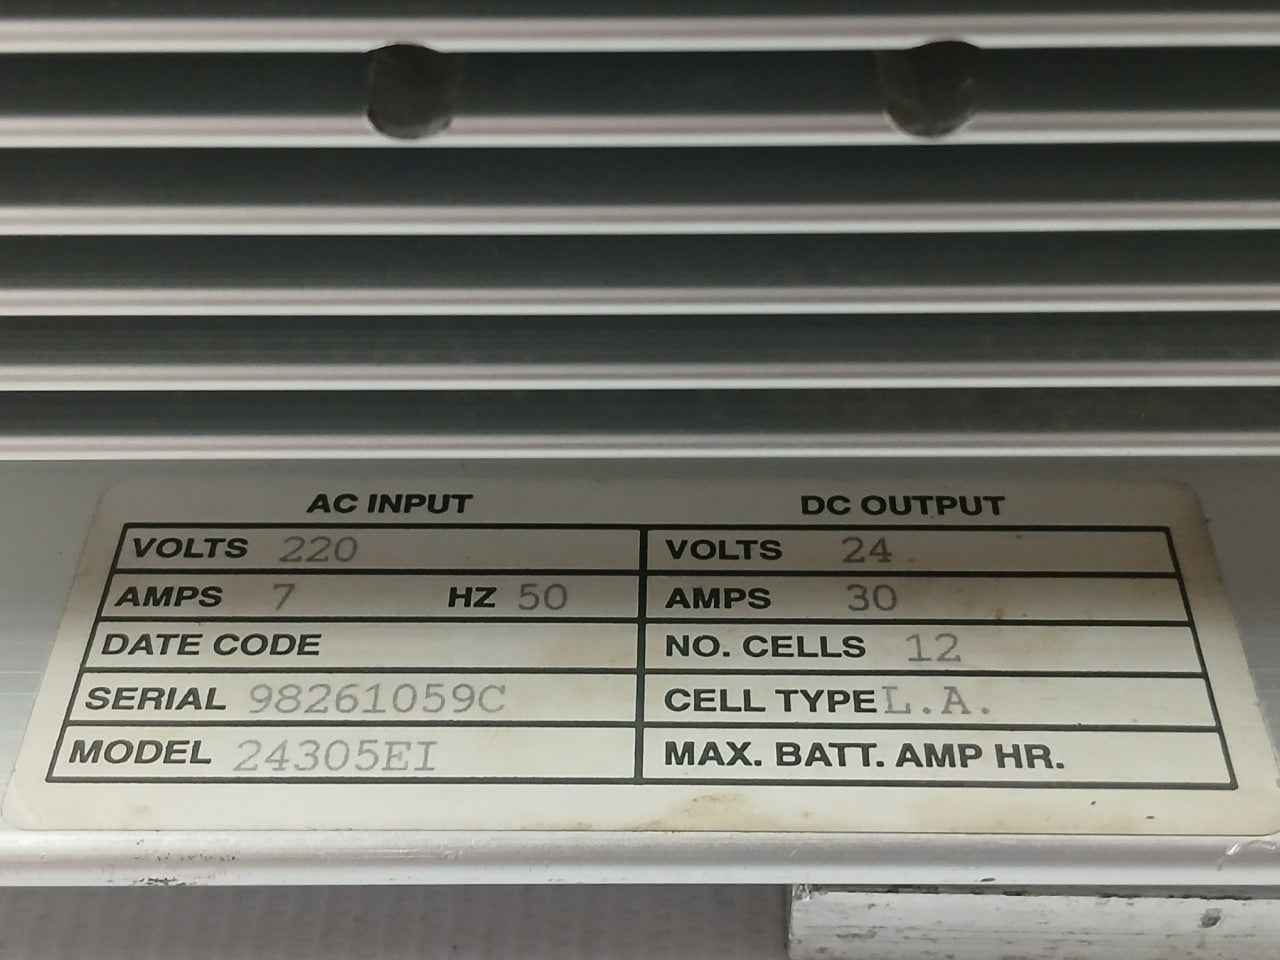 AC INPUT
VOLTS 220
AMPS 7 HZ 50
DATE CODE
SERIAL 98261059C
MODEL 24305EI
DC OUTPUT
VOLTS 24
AMPS 30
NO. CELLS 12
CELL TYPE L.A.
MAX. BATT. AMP HR.